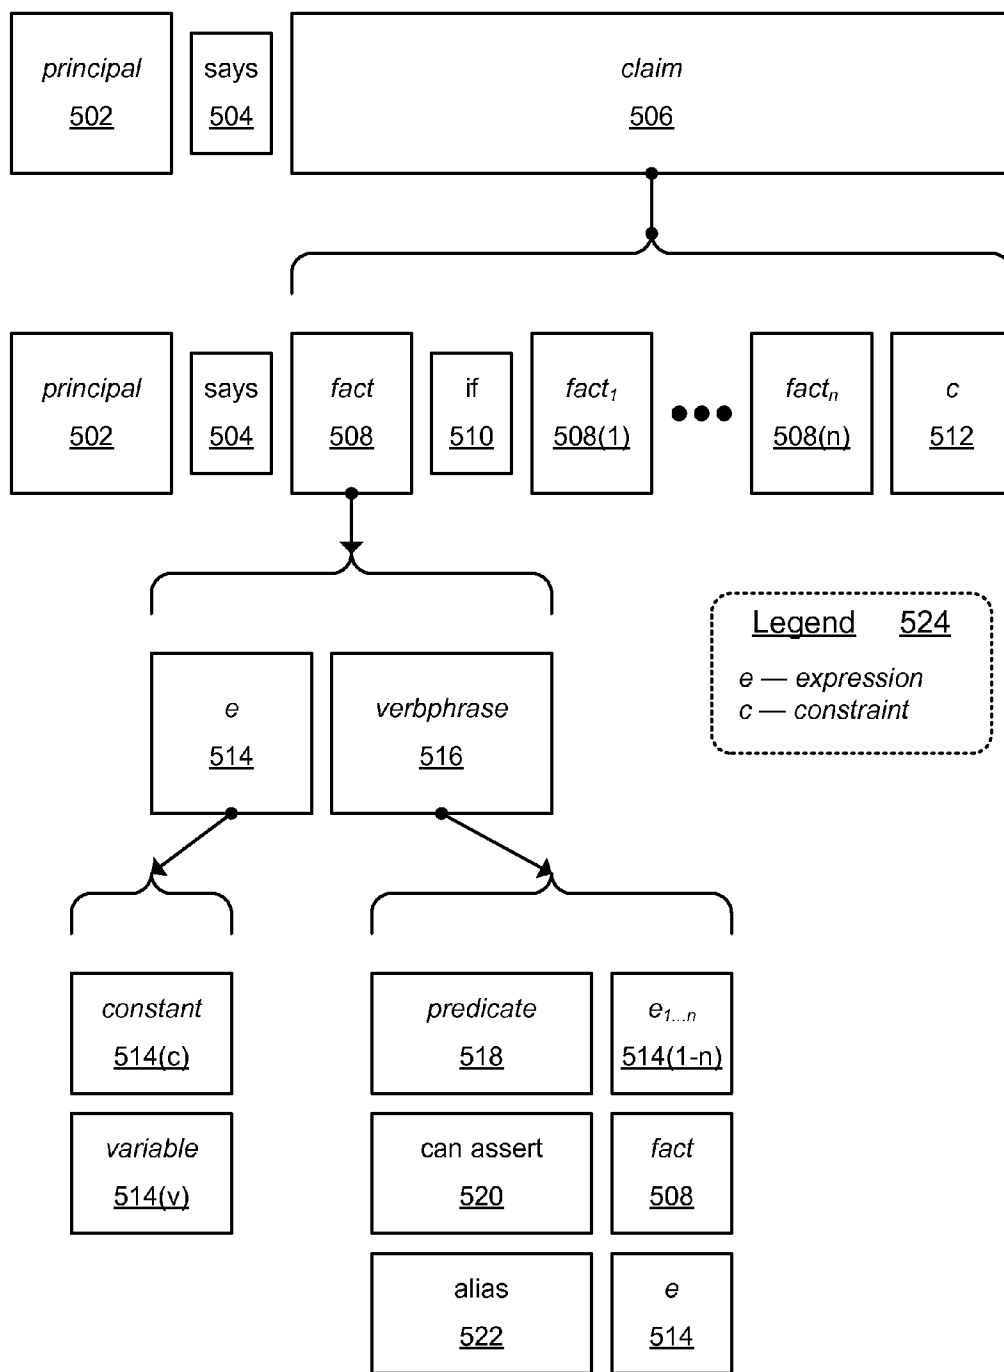 principal says claim
502 504 506
principal says fact if fact₁ factₙ c
502 504 508 510 508(1) 508(n) 512
Legend 524
e — expression
c — constraint
e verbphrase
514 516
constant predicate e₁...ₙ
514(c) 518 514(1-n)
variable can assert fact
514(v) 520 508
alias e
522 514